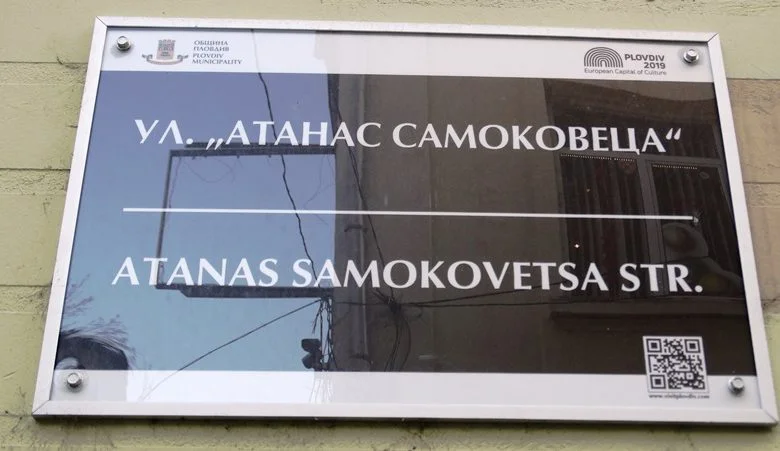 ОБЩИНА
ПЛОВДИВ
PLOVDIV
MUNICIPALITY
PLOVDIV
2019
European Capital of Culture
УЛ. „АТАНАС САМОКОВЕЦА“
ATANAS SAMOKOVETSA STR.
www.visitplovdiv.com